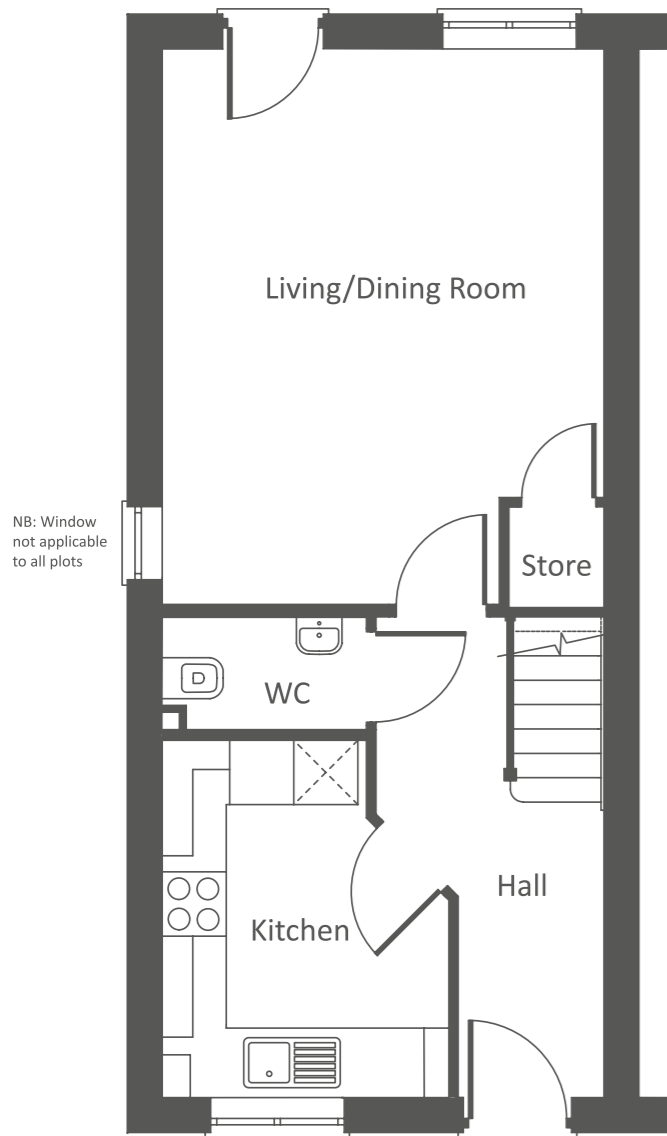 Living/Dining Room
NB: Window
not applicable
to all plots
Store
WC
Hall
Kitchen